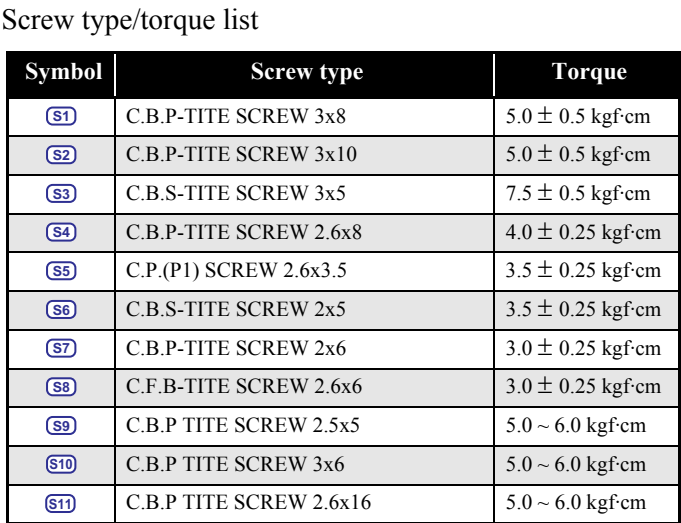 Screw type/torque list
Symbol Screw type Torque
S1 C.B.P-TITE SCREW 3x8 5.0 ± 0.5 kgf·cm
S2 C.B.P-TITE SCREW 3x10 5.0 ± 0.5 kgf·cm
S3 C.B.S-TITE SCREW 3x5 7.5 ± 0.5 kgf·cm
S4 C.B.P-TITE SCREW 2.6x8 4.0 ± 0.25 kgf·cm
S5 C.P.(P1) SCREW 2.6x3.5 3.5 ± 0.25 kgf·cm
S6 C.B.S-TITE SCREW 2x5 3.5 ± 0.25 kgf·cm
S7 C.B.P-TITE SCREW 2x6 3.0 ± 0.25 kgf·cm
S8 C.F.B-TITE SCREW 2.6x6 3.0 ± 0.25 kgf·cm
S9 C.B.P TITE SCREW 2.5x5 5.0 ~ 6.0 kgf·cm
S10 C.B.P TITE SCREW 3x6 5.0 ~ 6.0 kgf·cm
S11 C.B.P TITE SCREW 2.6x16 5.0 ~ 6.0 kgf·cm